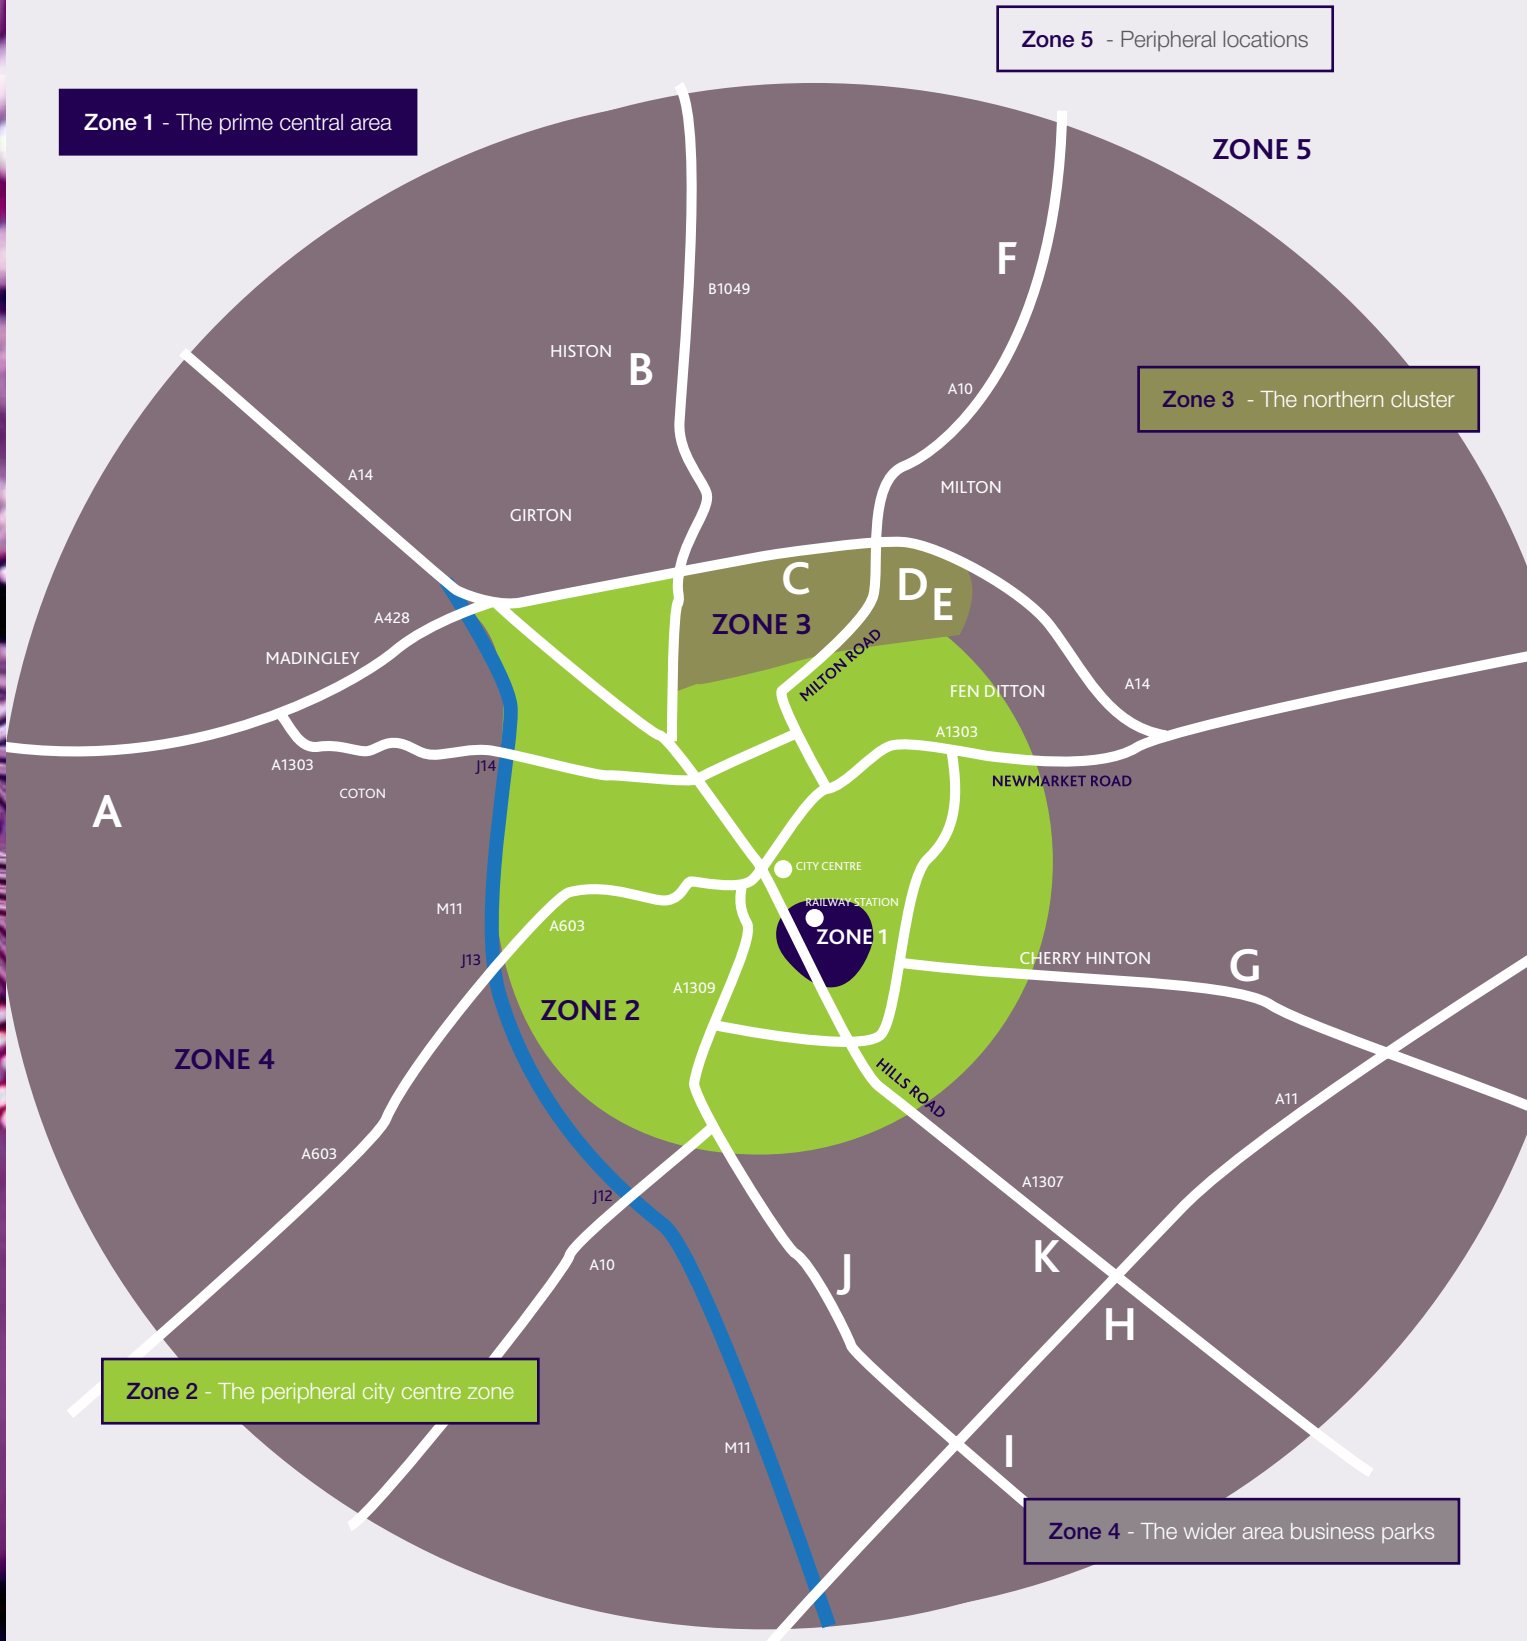 Zone 5 - Peripheral locations
Zone 1 - The prime central area
ZONE 5
F
B1049
HISTON
B
A10
Zone 3 - The northern cluster
A14
MILTON
GIRTON
C
D
E
A428
ZONE 3
MADINGLEY
MILTON ROAD
FEN DITTON
A14
A1303
A1303
J14
NEWMARKET ROAD
COTON
A
CITY CENTRE
RAILWAY STATION
M11
A603
ZONE 1
J13
CHERRY HINTON
G
A1309
ZONE 2
ZONE 4
HILLS ROAD
A11
A603
A1307
J12
K
A10
J
H
Zone 2 - The peripheral city centre zone
M11
I
Zone 4 - The wider area business parks